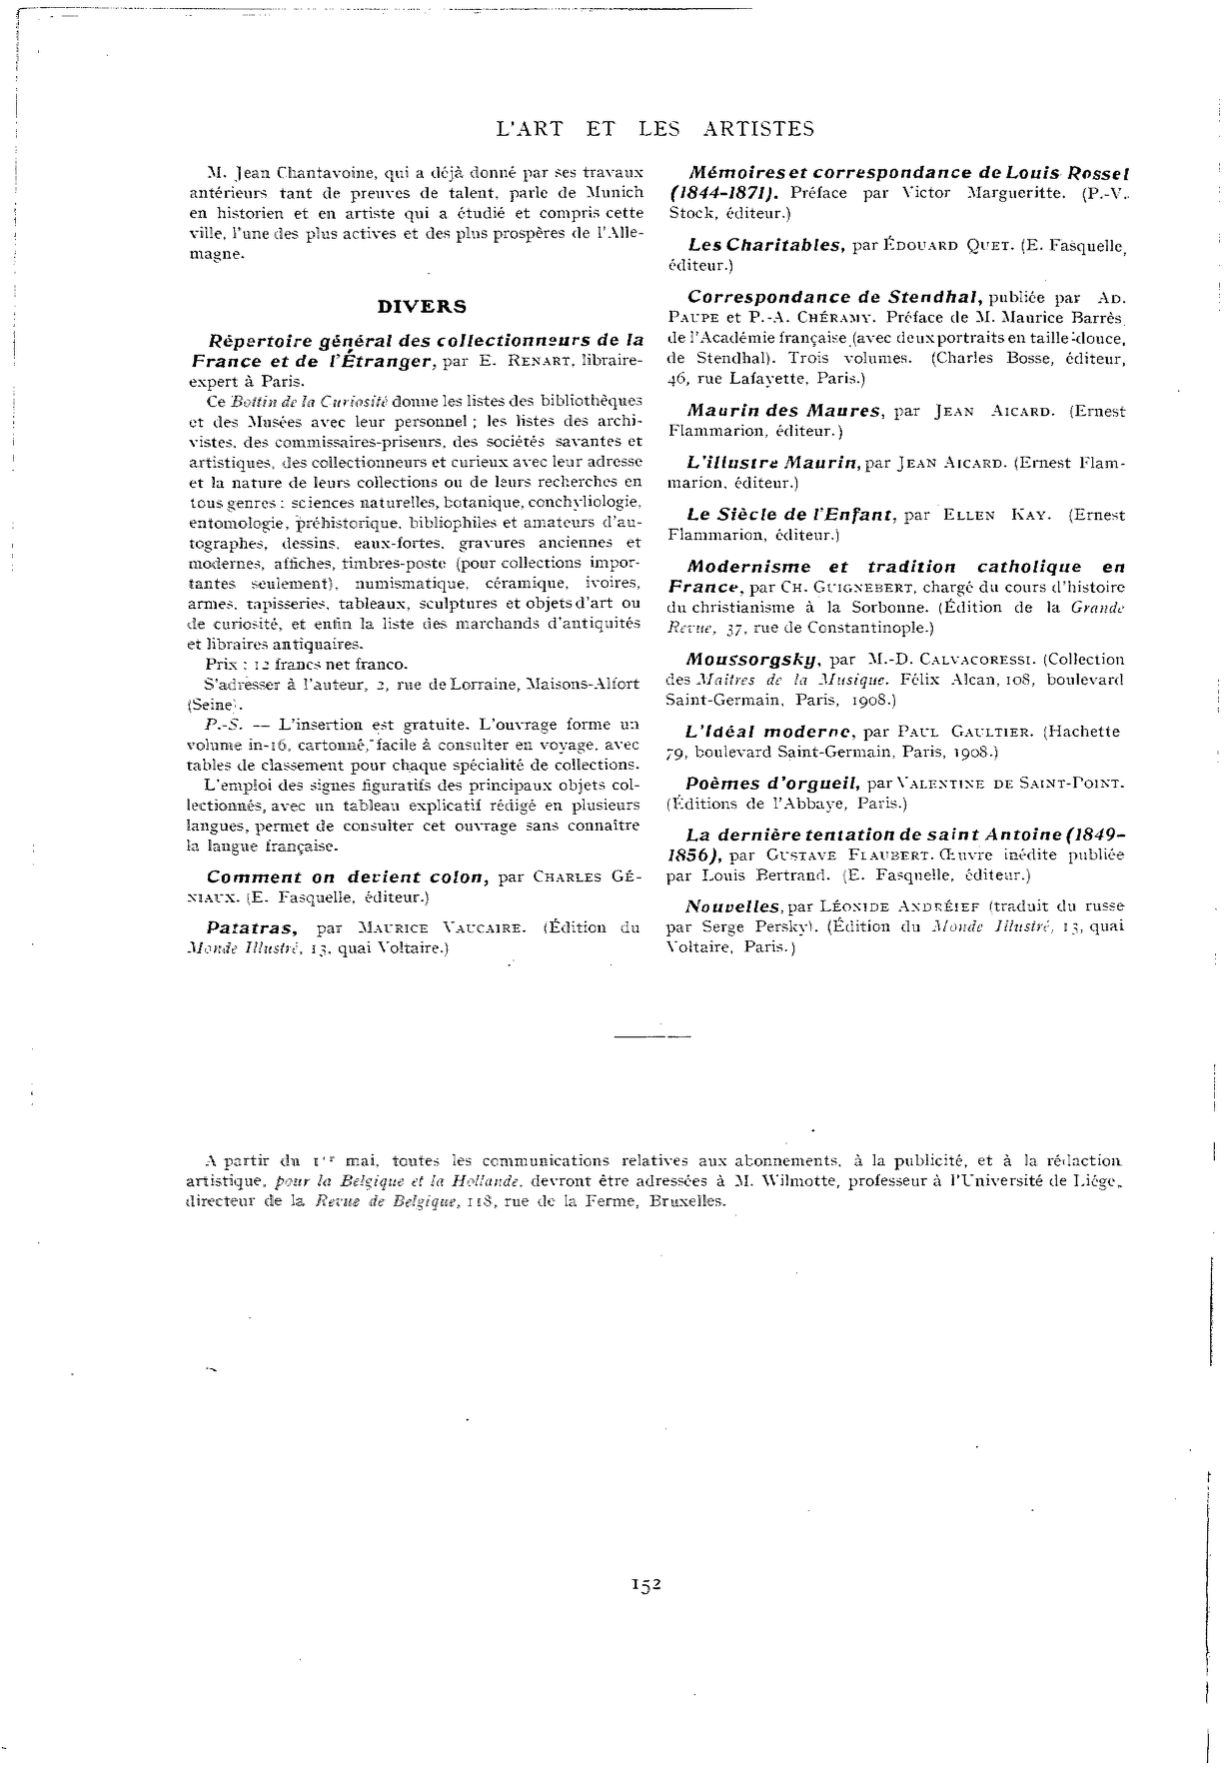 L'ART ET LES ARTISTES
M. Jean Chantavoine, qui a déjà donné par ses travaux
antérieurs tant de preuves de talent, parle de Munich
en historien et en artiste qui a étudié et compris cette
ville, l'une des plus actives et des plus prospères de l'Alle-
magne.
DIVERS
Répertoire général des collectionneurs de la
France et de l'Étranger, par E. RENART, libraire-
expert à Paris.
Ce Bottin de la Curiosité donne les listes des bibliothèques
et des Musées avec leur personnel ; les listes des archi-
vistes, des commissaires-priseurs, des sociétés savantes et
artistiques, des collectionneurs et curieux avec leur adresse
et la nature de leurs collections ou de leurs recherches en
tous genres : sciences naturelles, botanique, conchyliologie,
entomologie, préhistorique, bibliophiles et amateurs d'au-
tographes, dessins, eaux-fortes, gravures anciennes et
modernes, affiches, timbres-poste (pour collections impor-
tantes seulement), numismatique, céramique, ivoires,
armes, tapisseries, tableaux, sculptures et objets d'art ou
de curiosité, et enfin la liste des marchands d'antiquités
et libraires antiquaires.
Prix : 12 francs net franco.
S'adresser à l'auteur, 2, rue de Lorraine, Maisons-Alfort
(Seine).
P.-S. — L'insertion est gratuite. L'ouvrage forme un
volume in-16, cartonné, facile à consulter en voyage, avec
tables de classement pour chaque spécialité de collections.
L'emploi des signes figuratifs des principaux objets col-
lectionnés, avec un tableau explicatif rédigé en plusieurs
langues, permet de consulter cet ouvrage sans connaître
la langue française.
Comment on devient colon, par CHARLES GÉ-
NIAUX. (E. Fasquelle, éditeur.)
Patatras, par MAURICE VAUCAIRE. (Édition du
Monde Illustré, 13, quai Voltaire.)
Mémoires et correspondance de Louis Rossel
(1844-1871). Préface par Victor Margueritte. (P.-V.
Stock, éditeur.)
Les Charitables, par ÉDOUARD QUET. (E. Fasquelle,
éditeur.)
Correspondance de Stendhal, publiée par AD.
PAUPE et P.-A. CHÉRAMY. Préface de M. Maurice Barrès
de l'Académie française (avec deux portraits en taille-douce,
de Stendhal). Trois volumes. (Charles Bosse, éditeur,
46, rue Lafayette, Paris.)
Maurin des Maures, par JEAN AICARD. (Ernest
Flammarion, éditeur.)
L'illustre Maurin, par JEAN AICARD. (Ernest Flam-
marion, éditeur.)
Le Siècle de l'Enfant, par ELLEN KAY. (Ernest
Flammarion, éditeur.)
Modernisme et tradition catholique en
France, par CH. GUIGNEBERT, chargé du cours d'histoire
du christianisme à la Sorbonne. (Édition de la Grande
Revue, 37, rue de Constantinople.)
Moussorgsky, par M.-D. CALVACORESSI. (Collection
des Maîtres de la Musique. Félix Alcan, 108, boulevard
Saint-Germain, Paris, 1908.)
L'Idéal moderne, par PAUL GAULTIER. (Hachette
79, boulevard Saint-Germain, Paris, 1908.)
Poèmes d'orgueil, par VALENTINE DE SAINT-POINT.
(Éditions de l'Abbaye, Paris.)
La dernière tentation de saint Antoine (1849-
1856), par GUSTAVE FLAUBERT. Œuvre inédite publiée
par Louis Bertrand. (E. Fasquelle, éditeur.)
Nouvelles, par LÉONIDE ANDRÉIEF (traduit du russe
par Serge Persky). (Édition du Monde Illustré, 13, quai
Voltaire, Paris.)
A partir du 1er mai, toutes les communications relatives aux abonnements, à la publicité, et à la rédaction
artistique, pour la Belgique et la Hollande, devront être adressées à M. Wilmotte, professeur à l'Université de Liége,
directeur de la Revue de Belgique, 118, rue de la Ferme, Bruxelles.
152